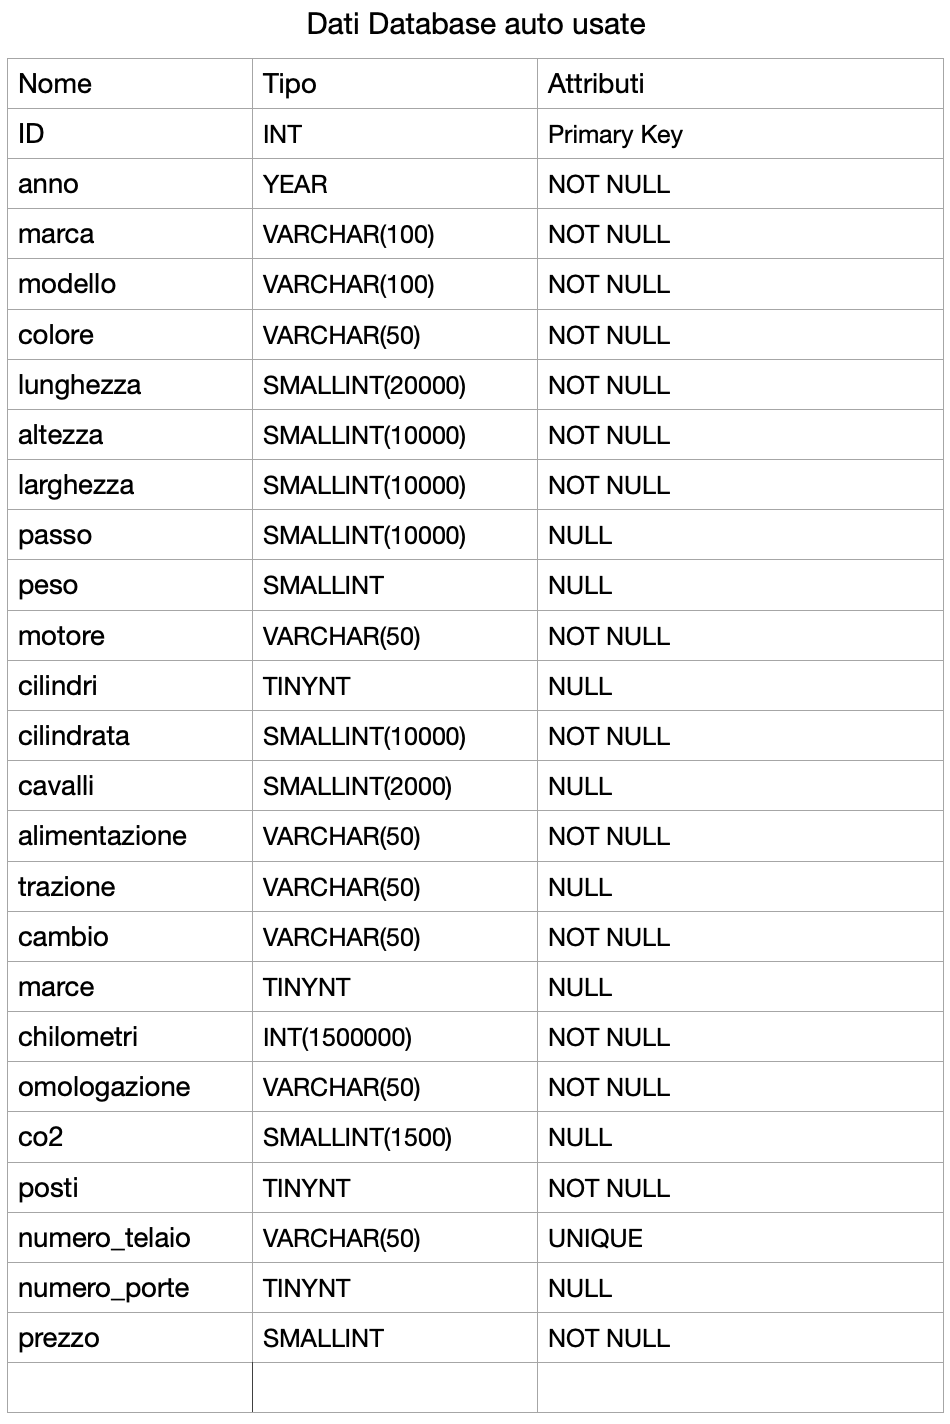 Dati Database auto usate
Nome Tipo Attributi
ID INT Primary Key
anno YEAR NOT NULL
marca VARCHAR(100) NOT NULL
modello VARCHAR(100) NOT NULL
colore VARCHAR(50) NOT NULL
lunghezza SMALLINT(20000) NOT NULL
altezza SMALLINT(10000) NOT NULL
larghezza SMALLINT(10000) NOT NULL
passo SMALLINT(10000) NULL
peso SMALLINT NULL
motore VARCHAR(50) NOT NULL
cilindri TINYNT NULL
cilindrata SMALLINT(10000) NOT NULL
cavalli SMALLINT(2000) NULL
alimentazione VARCHAR(50) NOT NULL
trazione VARCHAR(50) NULL
cambio VARCHAR(50) NOT NULL
marce TINYNT NULL
chilometri INT(1500000) NOT NULL
omologazione VARCHAR(50) NOT NULL
co2 SMALLINT(1500) NULL
posti TINYNT NOT NULL
numero_telaio VARCHAR(50) UNIQUE
numero_porte TINYNT NULL
prezzo SMALLINT NOT NULL